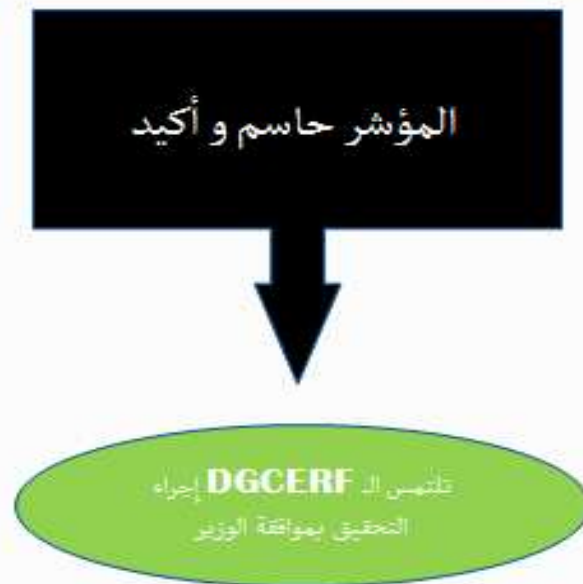 المؤشر حاسم و أكيد
تلتمس الـ DGCERF إجراء
التحقيق بموافقة الوزير